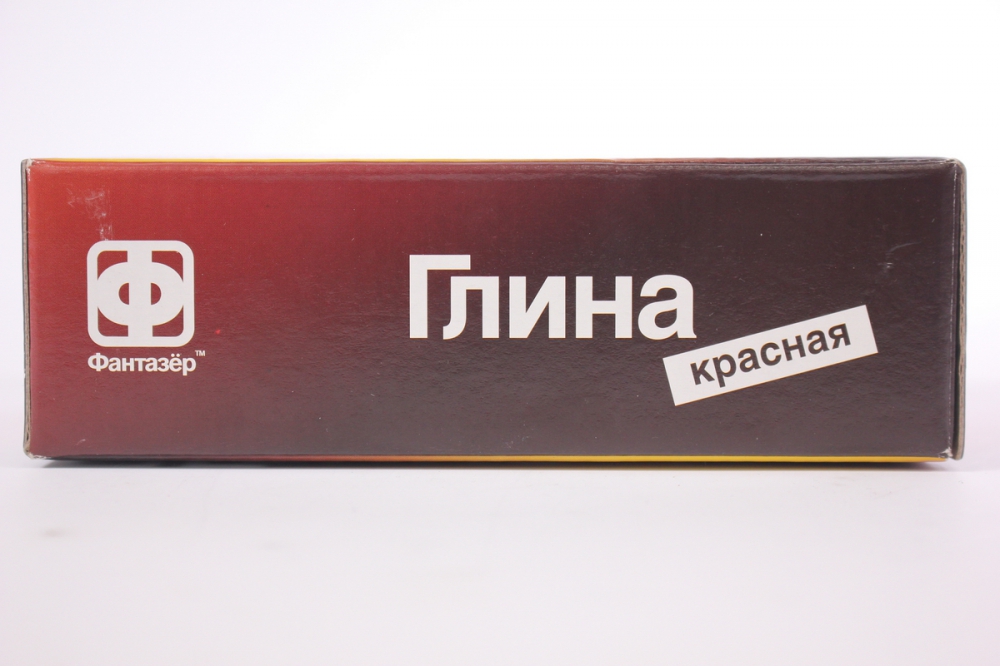 Ф
Фантазёр™
Глина
красная